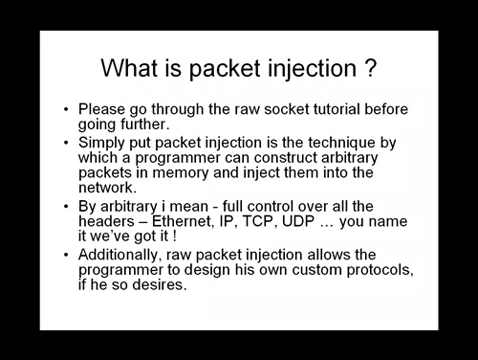 What is packet injection ?
• Please go through the raw socket tutorial before
going further.
• Simply put packet injection is the technique by
which a programmer can construct arbitrary
packets in memory and inject them into the
network.
• By arbitrary i mean - full control over all the
headers – Ethernet, IP, TCP, UDP … you name
it we've got it !
• Additionally, raw packet injection allows the
programmer to design his own custom protocols,
if he so desires.